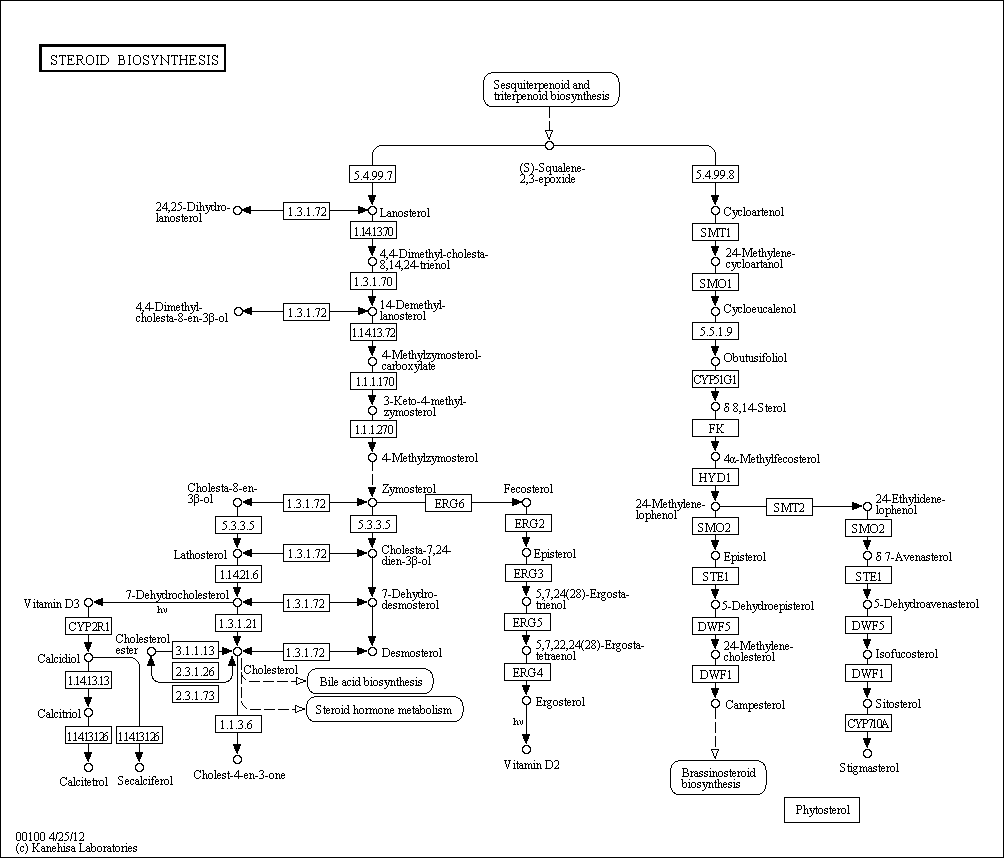 STEROID BIOSYNTHESIS
Sesquiterpenoid and
triterpenoid biosynthesis
(S)-Squalene-
2,3-epoxide
5.4.99.7
5.4.99.8
24,25-Dihydro-
lanosterol
1.3.1.72
Lanosterol
Cycloartenol
1.14.13.70
SMT1
4,4-Dimethyl-cholesta-
8,14,24-trienol
24-Methylene-
cycloartanol
1.3.1.70
SMO1
4,4-Dimethyl-
cholesta-8-en-3β-ol
1.3.1.72
14-Demethyl-
lanosterol
Cycloeucalenol
1.14.13.72
5.5.1.9
4-Methylzymosterol-
carboxylate
Obutusifoliol
1.1.1.170
CYP51G1
3-Keto-4-methyl-
zymosterol
δ 8,14-Sterol
1.1.1.270
FK
4-Methylzymosterol
4α-Methylfecosterol
HYD1
Cholesta-8-en-
3β-ol
1.3.1.72
Zymosterol
ERG6
Fecosterol
24-Methylene-
lophenol
SMT2
24-Ethylidene-
lophenol
5.3.3.5
5.3.3.5
ERG2
SMO2
SMO2
Lathosterol
1.3.1.72
Cholesta-7,24-
dien-3β-ol
Episterol
Episterol
δ 7-Avenasterol
1.14.21.6
ERG3
STE1
STE1
Vitamin D3
7-Dehydrocholesterol
hν
1.3.1.72
7-Dehydro-
desmosterol
5,7,24(28)-Ergosta-
trienol
5-Dehydroepisterol
5-Dehydroavenasterol
CYP2R1
1.3.1.21
ERG5
DWF5
DWF5
Cholesterol
ester
3.1.1.13
1.3.1.72
Desmosterol
5,7,22,24(28)-Ergosta-
tetraenol
24-Methylene-
cholesterol
Isofucosterol
Calcidiol
2.3.1.26
Cholesterol
ERG4
DWF1
DWF1
1.14.13.13
2.3.1.73
Bile acid biosynthesis
Calcitriol
Steroid hormone metabolism
Ergosterol
Campesterol
Sitosterol
1.14.13.126
1.14.13.126
1.1.3.6
hν
CYP710A
Calcitetrol
Secalciferol
Cholest-4-en-3-one
Vitamin D2
Brassinosteroid
biosynthesis
Stigmasterol
Phytosterol
00100 4/25/12
(c) Kanehisa Laboratories